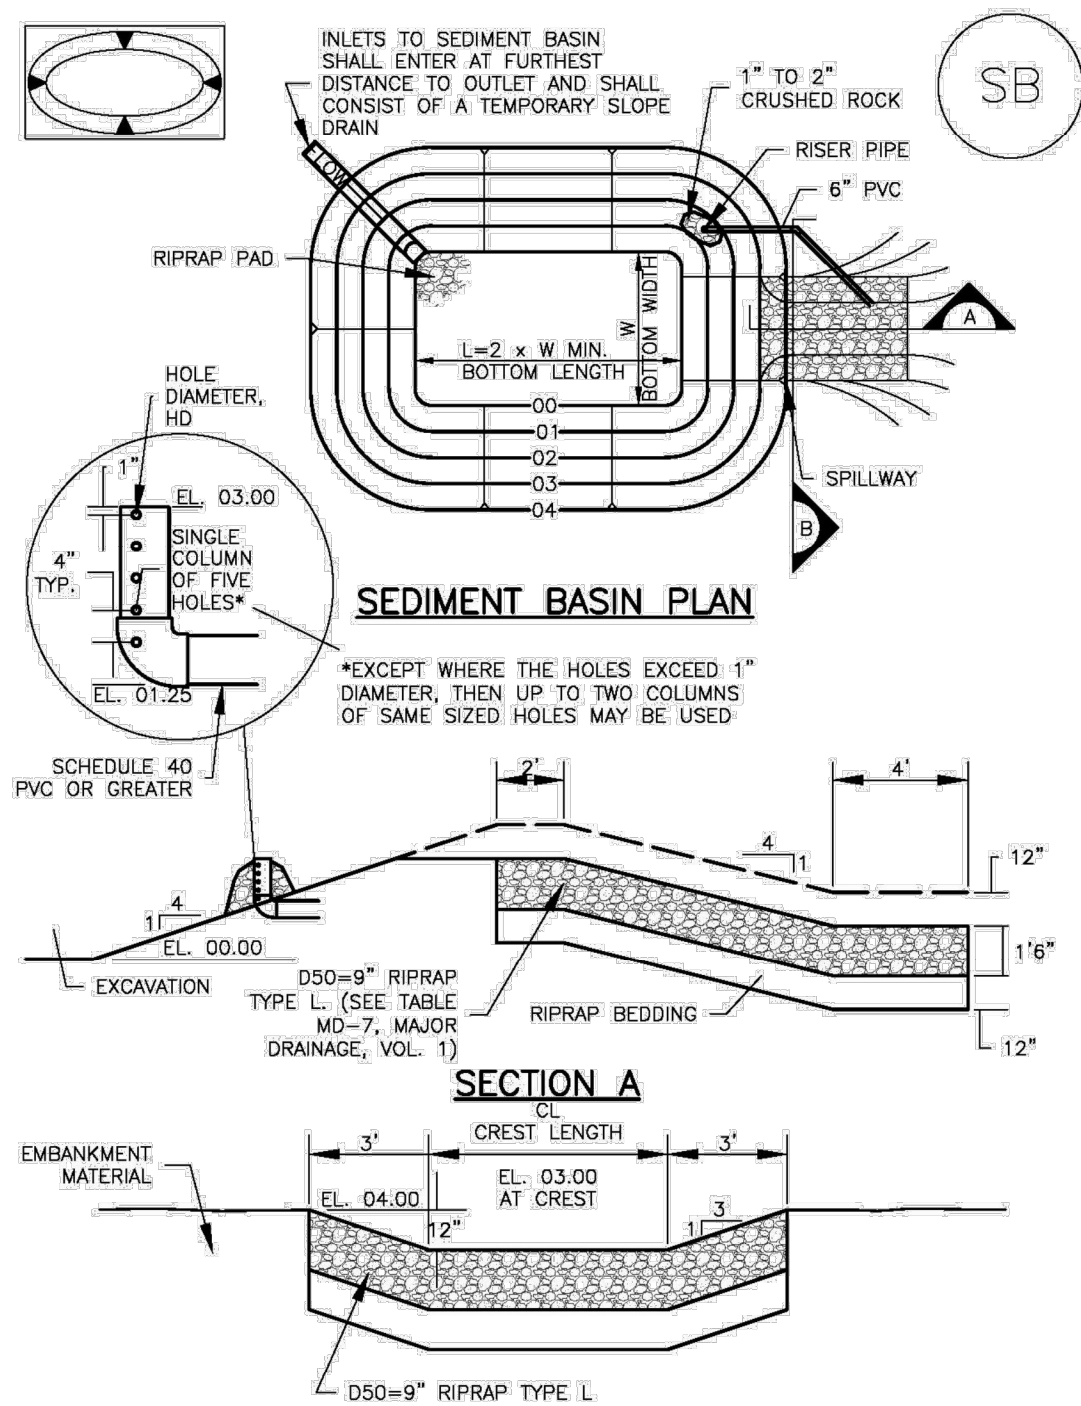 INLETS TO SEDIMENT BASIN
SHALL ENTER AT FURTHEST
DISTANCE TO OUTLET AND SHALL
CONSIST OF A TEMPORARY SLOPE
DRAIN
1" TO 2"
CRUSHED ROCK
SB
RISER PIPE
6" PVC
FLOW
RIPRAP PAD
W
BOTTOM WIDTH
L=2 x W MIN.
BOTTOM LENGTH
A
00
01
02
03
04
SPILLWAY
B
HOLE
DIAMETER,
HD
1"
EL. 03.00
4"
TYP.
SINGLE
COLUMN
OF FIVE
HOLES*
EL. 01.25
SEDIMENT BASIN PLAN
*EXCEPT WHERE THE HOLES EXCEED 1"
DIAMETER, THEN UP TO TWO COLUMNS
OF SAME SIZED HOLES MAY BE USED
SCHEDULE 40
PVC OR GREATER
2'
4'
4
1
12"
4
1
EL. 00.00
EXCAVATION
1'6"
D50=9" RIPRAP
TYPE L. (SEE TABLE
MD-7, MAJOR
DRAINAGE, VOL. 1)
RIPRAP BEDDING
12"
SECTION A
CL
CREST LENGTH
3'
3'
EMBANKMENT
MATERIAL
EL. 04.00
EL. 03.00
AT CREST
12"
3
1
D50=9" RIPRAP TYPE L